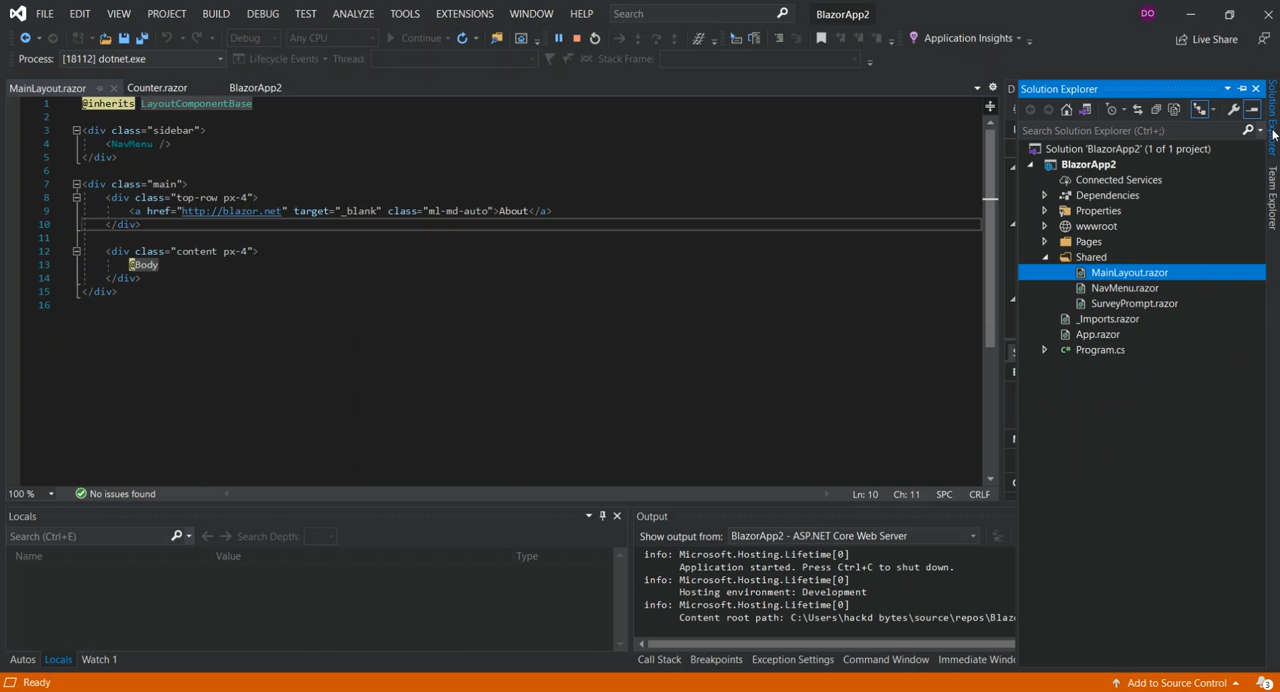 FILE EDIT VIEW PROJECT BUILD DEBUG TEST ANALYZE TOOLS EXTENSIONS WINDOW HELP Search BlazorApp2 DO
Debug Any CPU Continue Application Insights Live Share
Process: [18112] dotnet.exe Lifecycle Events Thread: Stack Frame:
MainLayout.razor Counter.razor BlazorApp2
1 @inherits LayoutComponentBase
2
3 <div class="sidebar">
4 <NavMenu />
5 </div>
6
7 <div class="main">
8 <div class="top-row px-4">
9 <a href="http://blazor.net" target="_blank" class="ml-md-auto">About</a>
10 </div>
11
12 <div class="content px-4">
13 @Body
14 </div>
15 </div>
16
100 % No issues found Ln: 10 Ch: 11 SPC CRLF
Solution Explorer
Search Solution Explorer (Ctrl+;)
Solution 'BlazorApp2' (1 of 1 project)
BlazorApp2
Connected Services
Dependencies
Properties
wwwroot
Pages
Shared
MainLayout.razor
NavMenu.razor
SurveyPrompt.razor
_Imports.razor
App.razor
Program.cs
Solution Explorer
Team Explorer
Locals
Search (Ctrl+E) Search Depth:
Name Value Type
Autos Locals Watch 1
Output
Show output from: BlazorApp2 - ASP.NET Core Web Server
info: Microsoft.Hosting.Lifetime[0]
Application started. Press Ctrl+C to shut down.
info: Microsoft.Hosting.Lifetime[0]
Hosting environment: Development
info: Microsoft.Hosting.Lifetime[0]
Content root path: C:\Users\hackd bytes\source\repos\Blaz
Call Stack Breakpoints Exception Settings Command Window Immediate Wind
Ready Add to Source Control 3